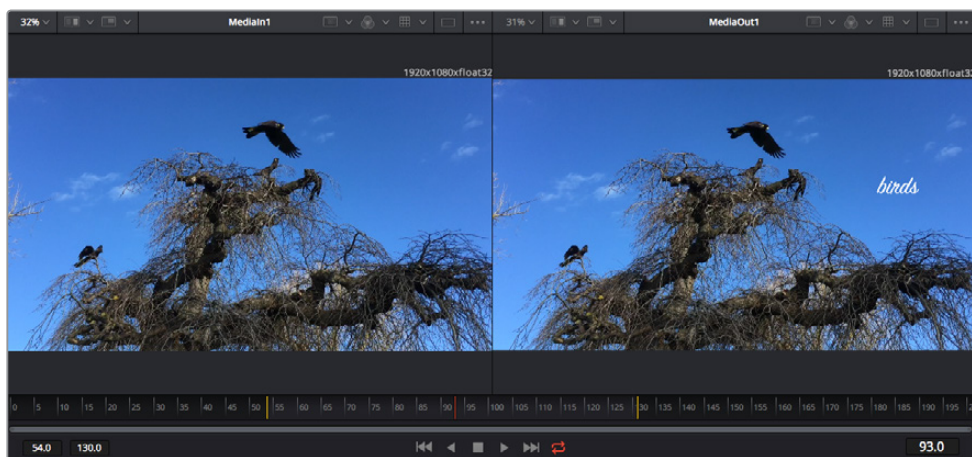 32% MediaIn1 31% MediaOut1
1920x1080xfloat32 1920x1080xfloat32
birds
0 5 10 15 20 25 30 35 40 45 50 55 60 65 70 75 80 85 90 95 100 105 110 115 120 125 130 135 140 145 150 155 160 165 170 175 180 185 190 195
54.0 130.0 93.0